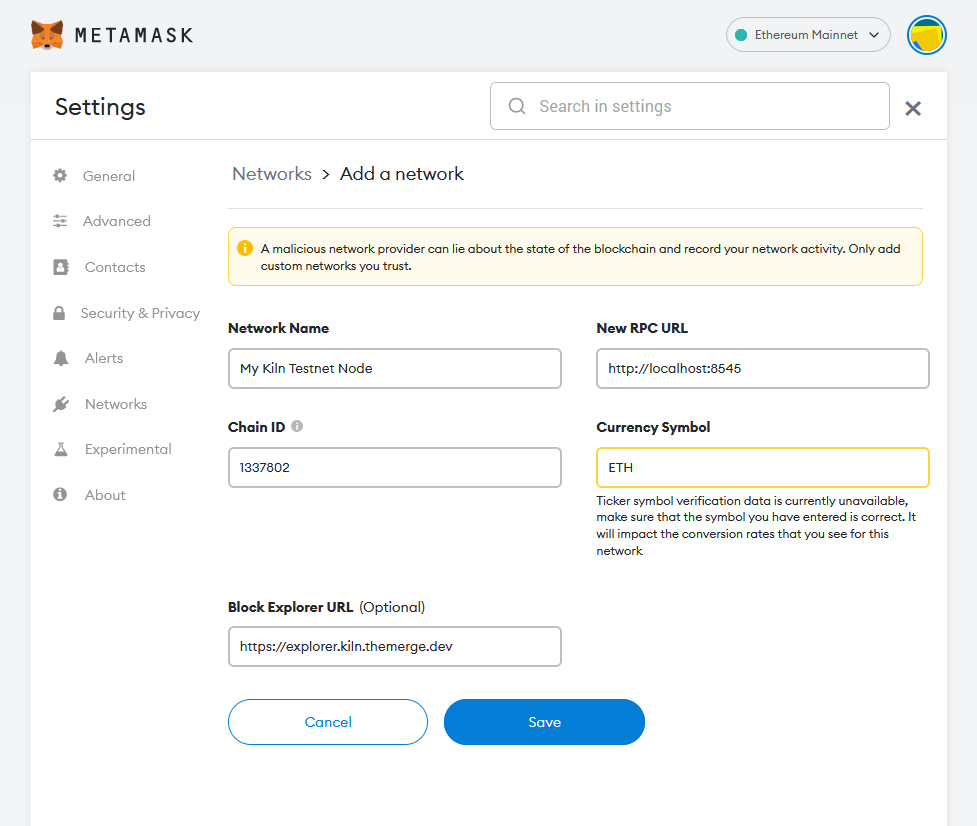 METAMASK
Ethereum Mainnet
Settings
Search in settings
General
Advanced
Contacts
Security & Privacy
Alerts
Networks
Experimental
About
Networks > Add a network
A malicious network provider can lie about the state of the blockchain and record your network activity. Only add
custom networks you trust.
Network Name
My Kiln Testnet Node
New RPC URL
http://localhost:8545
Chain ID
1337802
Currency Symbol
ETH
Ticker symbol verification data is currently unavailable,
make sure that the symbol you have entered is correct. It
will impact the conversion rates that you see for this
network
Block Explorer URL (Optional)
https://explorer.kiln.themerge.dev
Cancel
Save